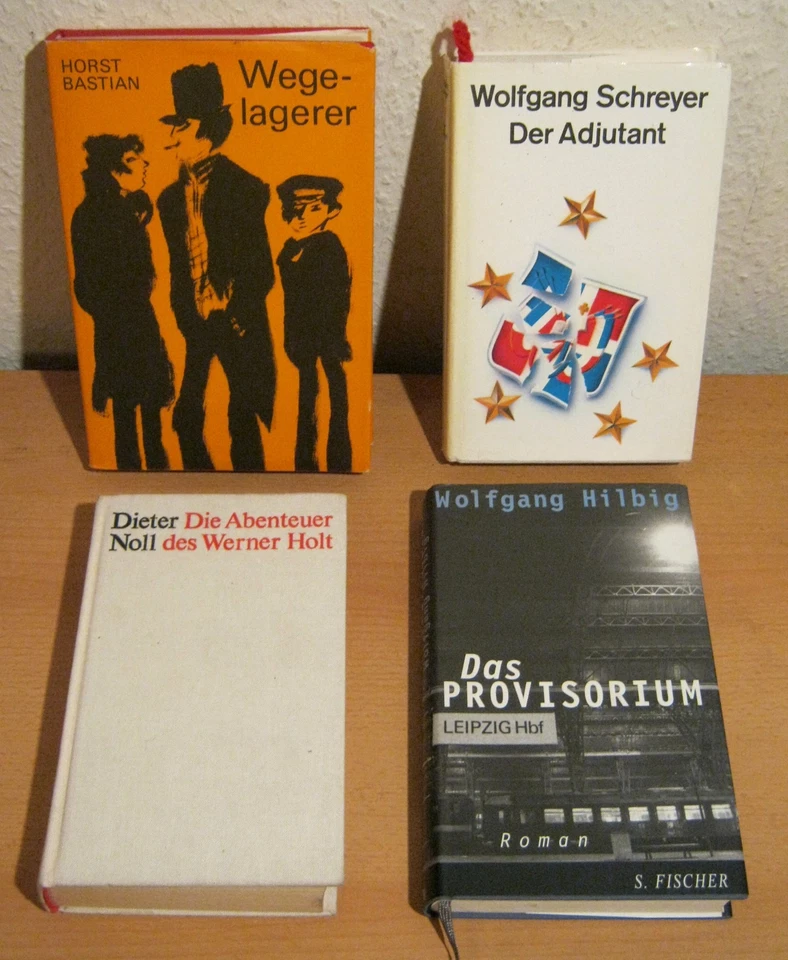 HORST
BASTIAN
Wege-
lagerer
Wolfgang Schreyer
Der Adjutant
Dieter Die Abenteuer
Noll des Werner Holt
Wolfgang Hilbig
Das
PROVISORIUM
LEIPZIG Hbf
Roman
S. FISCHER